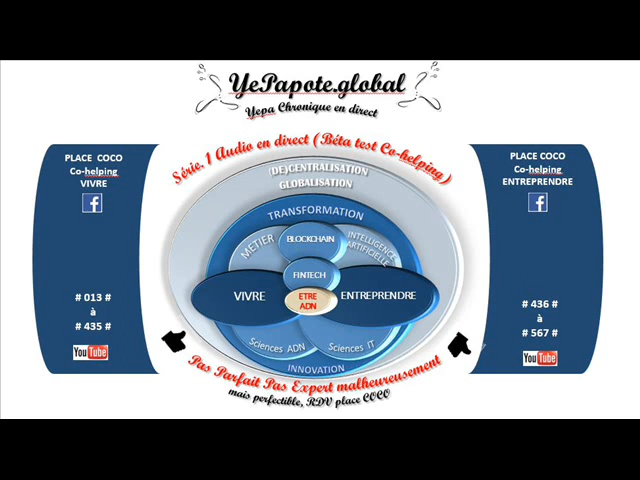 YePapote.global
Yepa Chronique en direct
Série, 1 Audio en direct (Béta test Co-helping)
(DE)CENTRALISATION
GLOBALISATION
TRANSFORMATION
METIER
BLOCKCHAIN
INTELLIGENCE
ARTIFICIELLE
FINTECH
VIVRE
ETRE
ADN
ENTREPRENDRE
Sciences ADN
Sciences IT
INNOVATION
Pas Parfait Pas Expert malheureusement
mais perfectible, RDV place COCO
PLACE COCO
Co-helping
VIVRE
f
# 013 #
à
# 435 #
YouTube
PLACE COCO
Co-helping
ENTREPRENDRE
f
# 436 #
à
# 567 #
YouTube